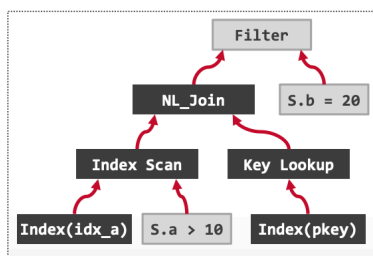 Filter
NL_Join
S.b = 20
Index Scan
Key Lookup
Index(idx_a)
S.a > 10
Index(pkey)